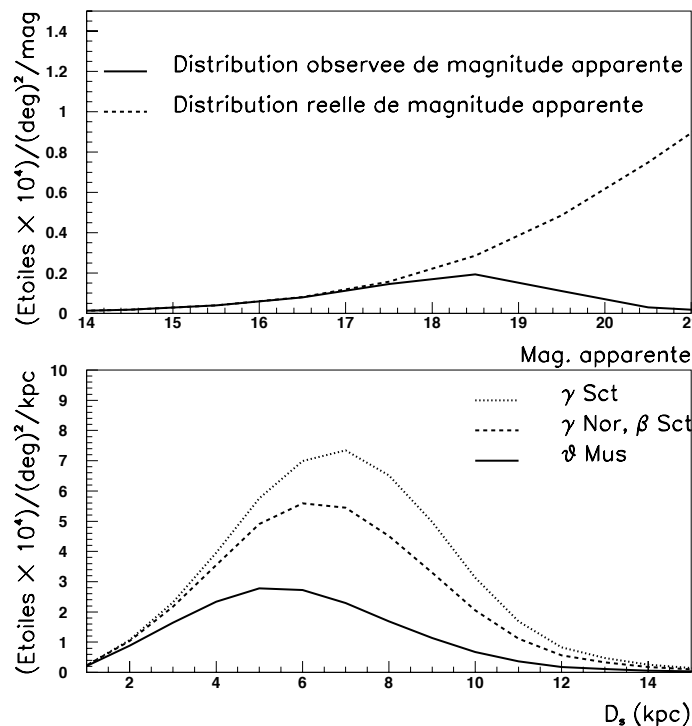 1.4
1.2
1
0.8
0.6
0.4
0.2
0
(Etoiles X 10⁴)/(deg)²/mag
Distribution observee de magnitude apparente
Distribution reelle de magnitude apparente
14 15 16 17 18 19 20 2
Mag. apparente
10
9
8
7
6
5
4
3
2
1
0
(Etoiles X 10⁴)/(deg)²/kpc
γ Sct
γ Nor, β Sct
ϑ Mus
2 4 6 8 10 12 14
Dₛ (kpc)